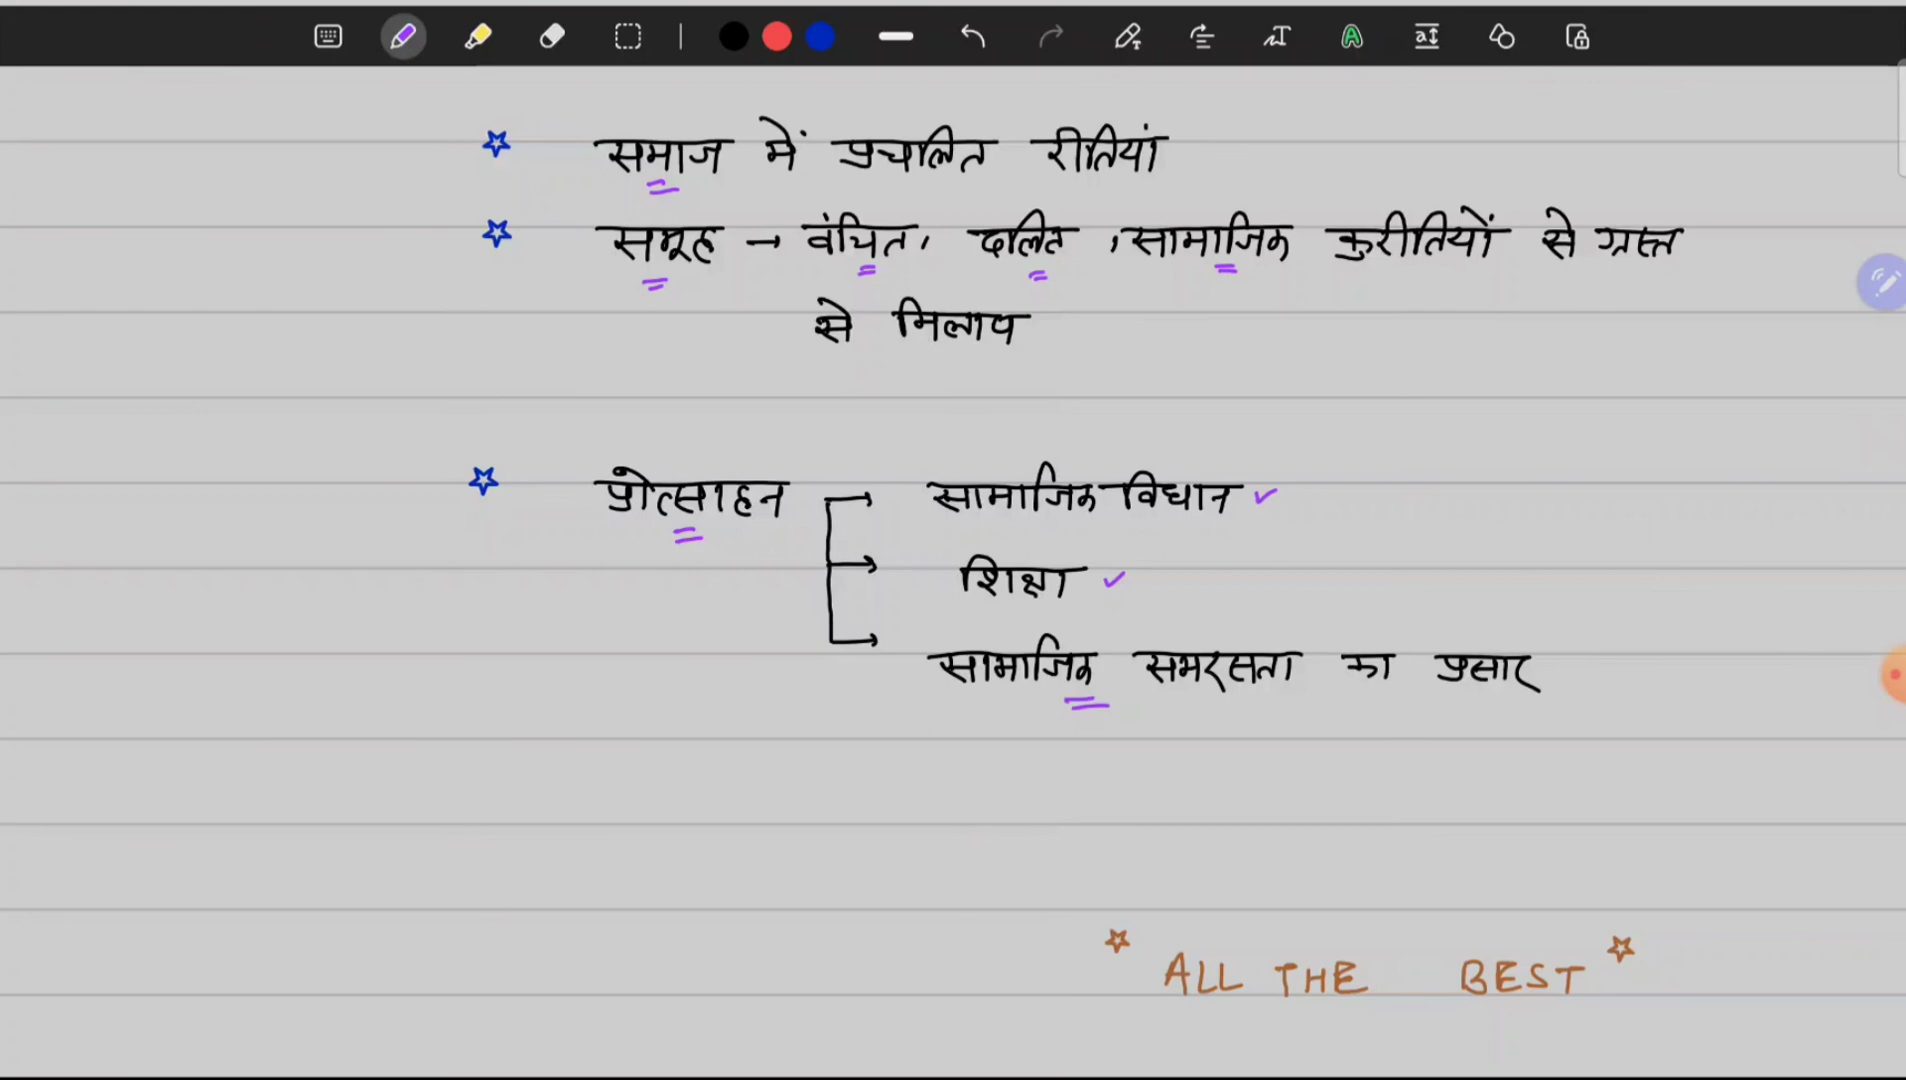 समाज में प्रचलित रीतियां
समूह → वंचित, दलित, सामाजिक कुरीतियों से ग्रस्त
से मिलाप
प्रोत्साहन
सामाजिक विधान ✓
शिक्षा ✓
सामाजिक समरसता का प्रसार
ALL THE BEST